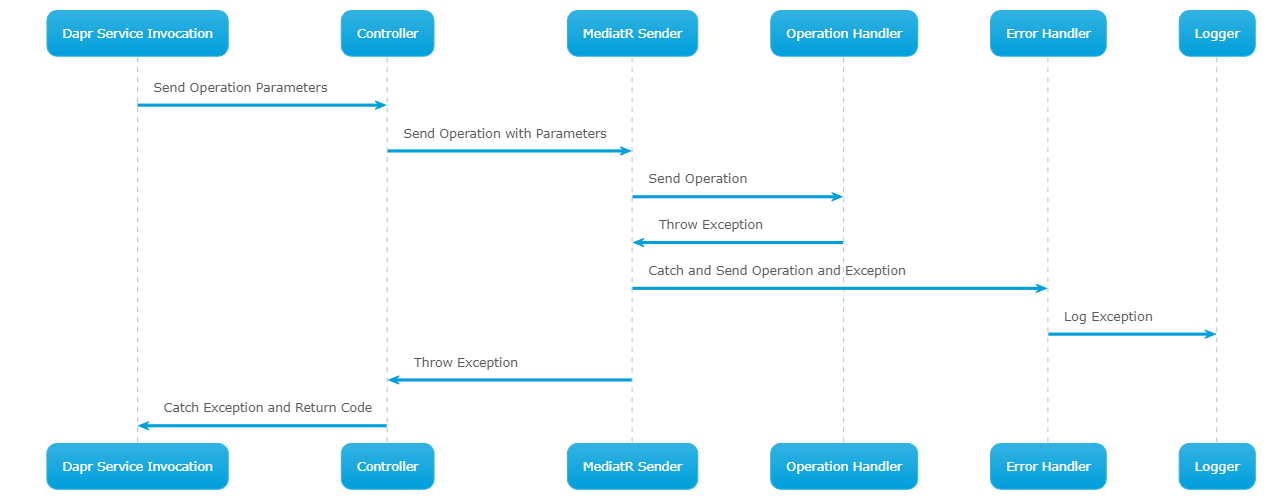 Dapr Service Invocation
Controller
MediatR Sender
Operation Handler
Error Handler
Logger
Send Operation Parameters
Send Operation with Parameters
Send Operation
Throw Exception
Catch and Send Operation and Exception
Log Exception
Throw Exception
Catch Exception and Return Code
Dapr Service Invocation
Controller
MediatR Sender
Operation Handler
Error Handler
Logger